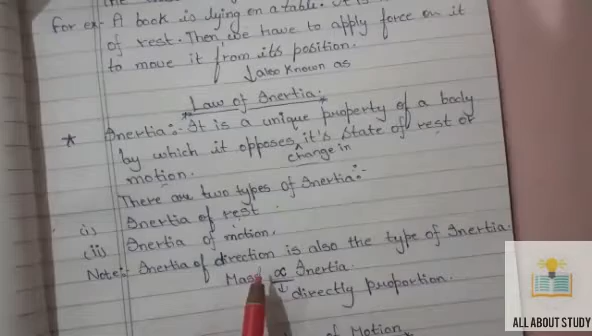 For ex- A book is lying on a table. It is
of rest. Then, we have to apply force on it
to move it from its position.
↓also known as
Law of Inertia.
* Inertia:- It is a unique property of a body
by which it opposes ^ it's state of rest or
change in
motion.
There are two types of Inertia:-
i) Inertia of rest
(ii) Inertia of motion.
Note:- Inertia of direction is also the type of Inertia.
Mass ∝ Inertia.
↓ directly proportion.
of Motion
ALL ABOUT STUDY